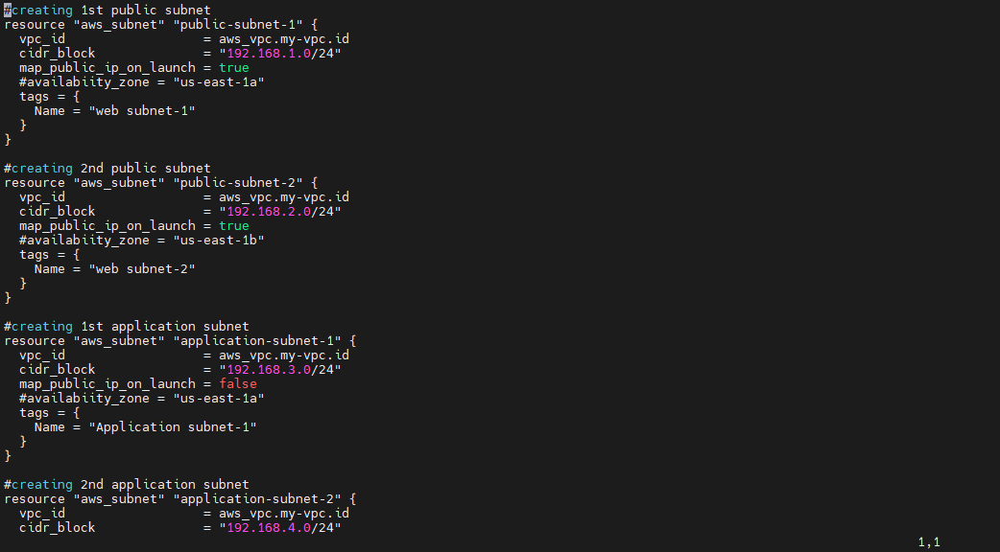 #creating 1st public subnet
resource "aws_subnet" "public-subnet-1" {
  vpc_id                  = aws_vpc.my-vpc.id
  cidr_block              = "192.168.1.0/24"
  map_public_ip_on_launch = true
  #availabiity_zone = "us-east-1a"
  tags = {
    Name = "web subnet-1"
  }
}

#creating 2nd public subnet
resource "aws_subnet" "public-subnet-2" {
  vpc_id                  = aws_vpc.my-vpc.id
  cidr_block              = "192.168.2.0/24"
  map_public_ip_on_launch = true
  #availabiity_zone = "us-east-1b"
  tags = {
    Name = "web subnet-2"
  }
}

#creating 1st application subnet
resource "aws_subnet" "application-subnet-1" {
  vpc_id                  = aws_vpc.my-vpc.id
  cidr_block              = "192.168.3.0/24"
  map_public_ip_on_launch = false
  #availabiity_zone = "us-east-1a"
  tags = {
    Name = "Application subnet-1"
  }
}

#creating 2nd application subnet
resource "aws_subnet" "application-subnet-2" {
  vpc_id                  = aws_vpc.my-vpc.id
  cidr_block              = "192.168.4.0/24"
1,1